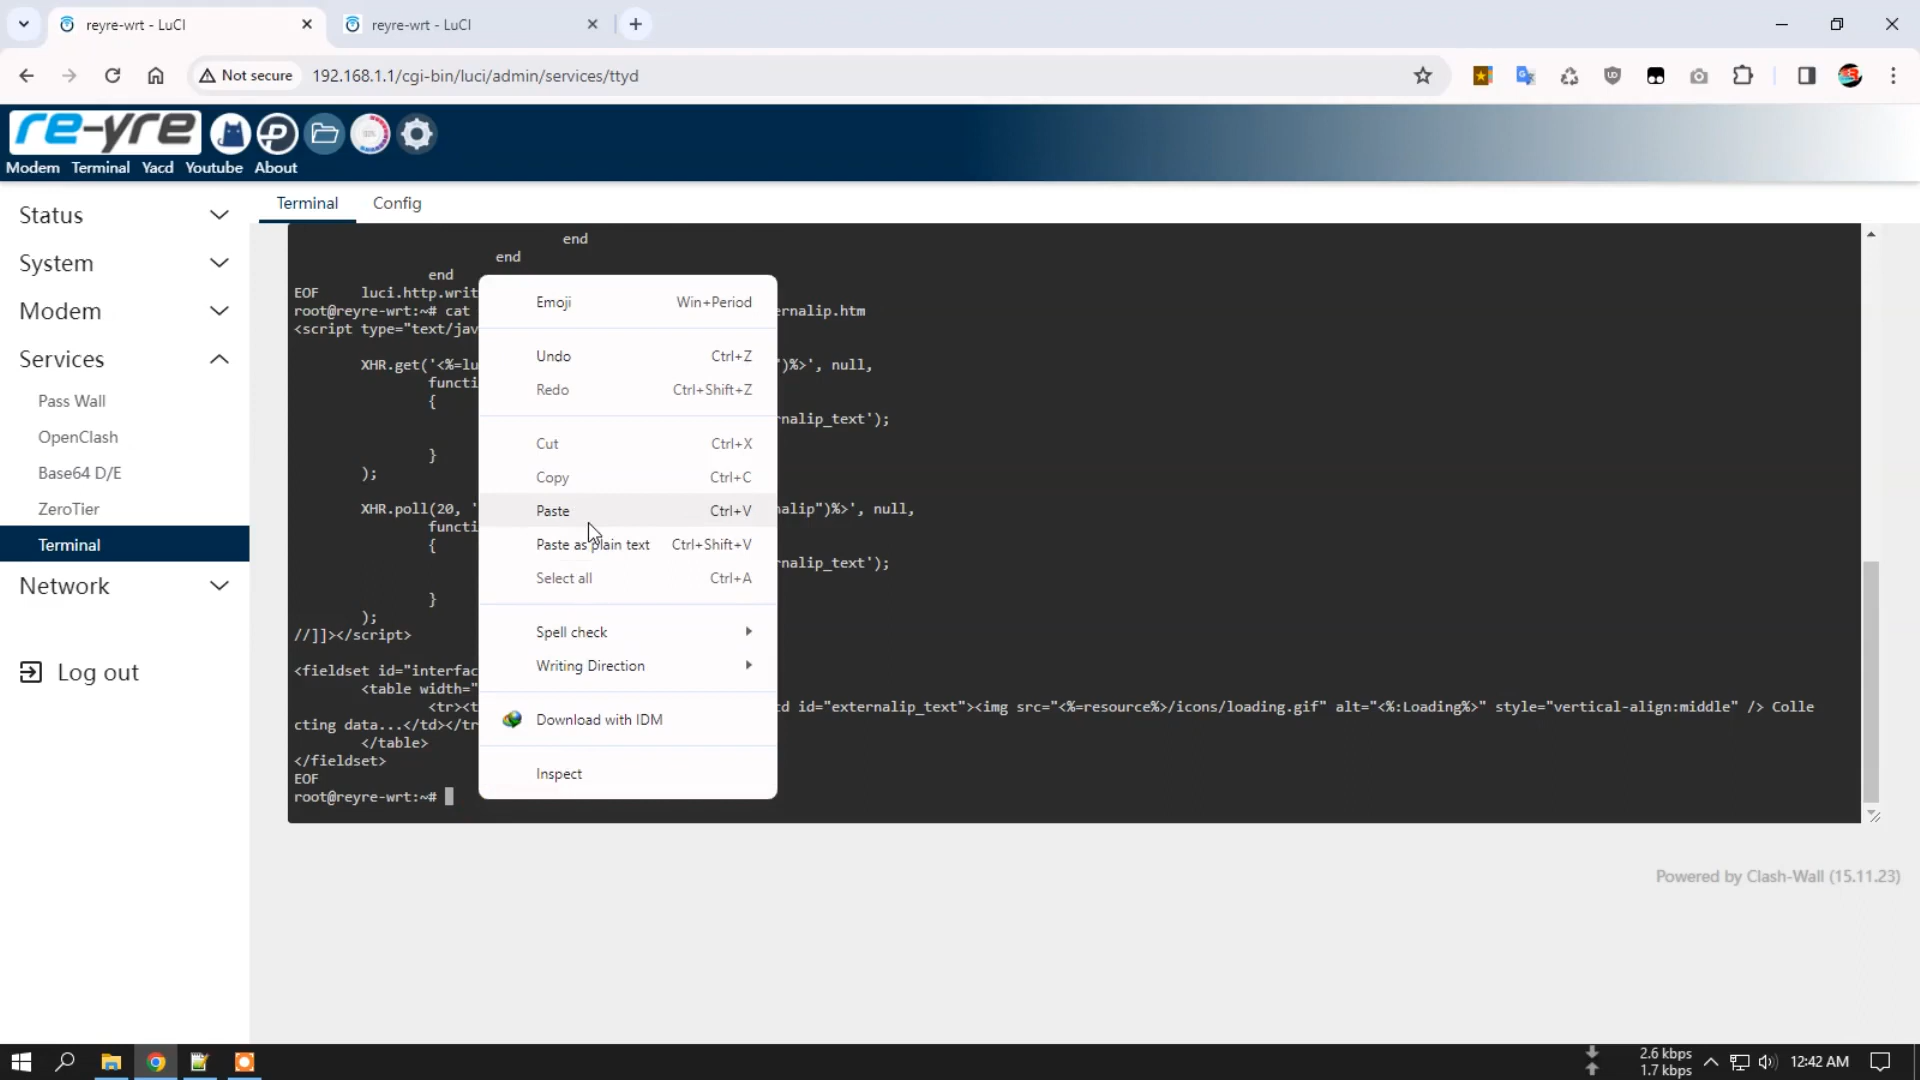 reyre-wrt - LuCI
reyre-wrt - LuCI
Not secure
192.168.1.1/cgi-bin/luci/admin/services/ttyd
re-yre
Modem Terminal Yacd Youtube About
Status
System
Modem
Services
Pass Wall
OpenClash
Base64 D/E
ZeroTier
Terminal
Network
Log out
Terminal Config
end
end
end
EOF luci.http.writ
root@reyre-wrt:~# cat ernalip.htm
<script type="text/jav
XHR.get('<%=lu ')%>', null,
functi
{
rnalip_text');
}
);
XHR.poll(20, ' alip")%>', null,
functi
{
rnalip_text');
}
);
//]]></script>
<fieldset id="interfac
<table width="
<tr><t d id="externalip_text"><img src="<%=resource%>/icons/loading.gif" alt="<%:Loading%>" style="vertical-align:middle" /> Colle
cting data...</td></tr
</table>
</fieldset>
EOF
root@reyre-wrt:~#
Emoji Win+Period
Undo Ctrl+Z
Redo Ctrl+Shift+Z
Cut Ctrl+X
Copy Ctrl+C
Paste Ctrl+V
Paste as plain text Ctrl+Shift+V
Select all Ctrl+A
Spell check
Writing Direction
Download with IDM
Inspect
Powered by Clash-Wall (15.11.23)
2.6 kbps
1.7 kbps
12:42 AM